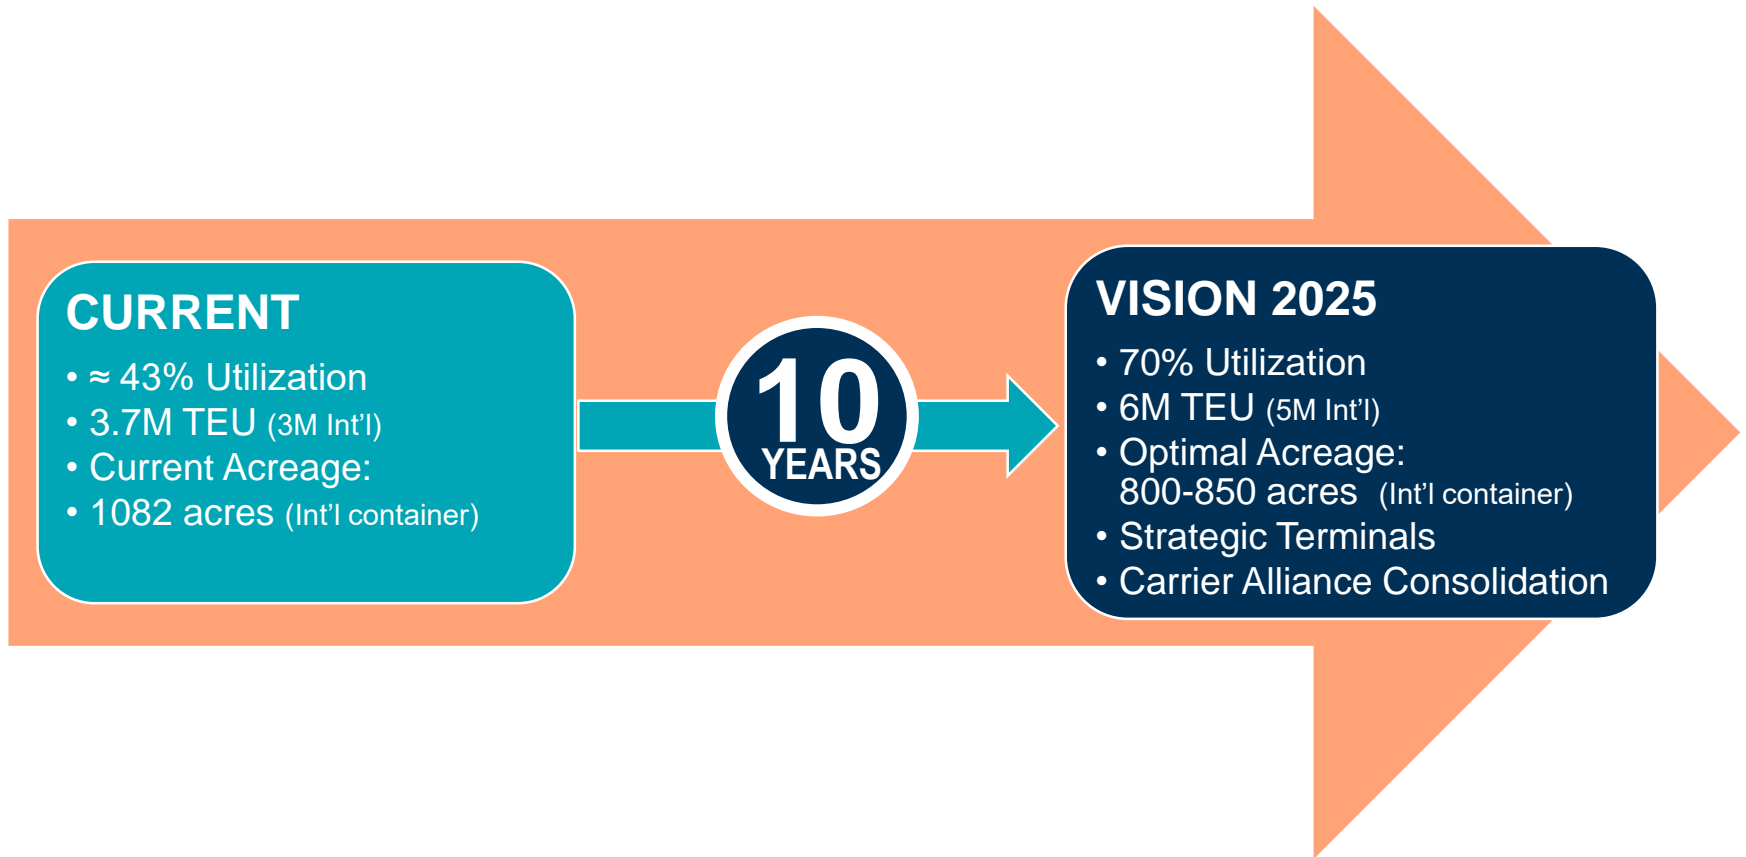 CURRENT
• ≈ 43% Utilization
• 3.7M TEU (3M Int'l)
• Current Acreage:
• 1082 acres (Int'l container)
10
YEARS
VISION 2025
• 70% Utilization
• 6M TEU (5M Int'l)
• Optimal Acreage:
800-850 acres (Int'l container)
• Strategic Terminals
• Carrier Alliance Consolidation